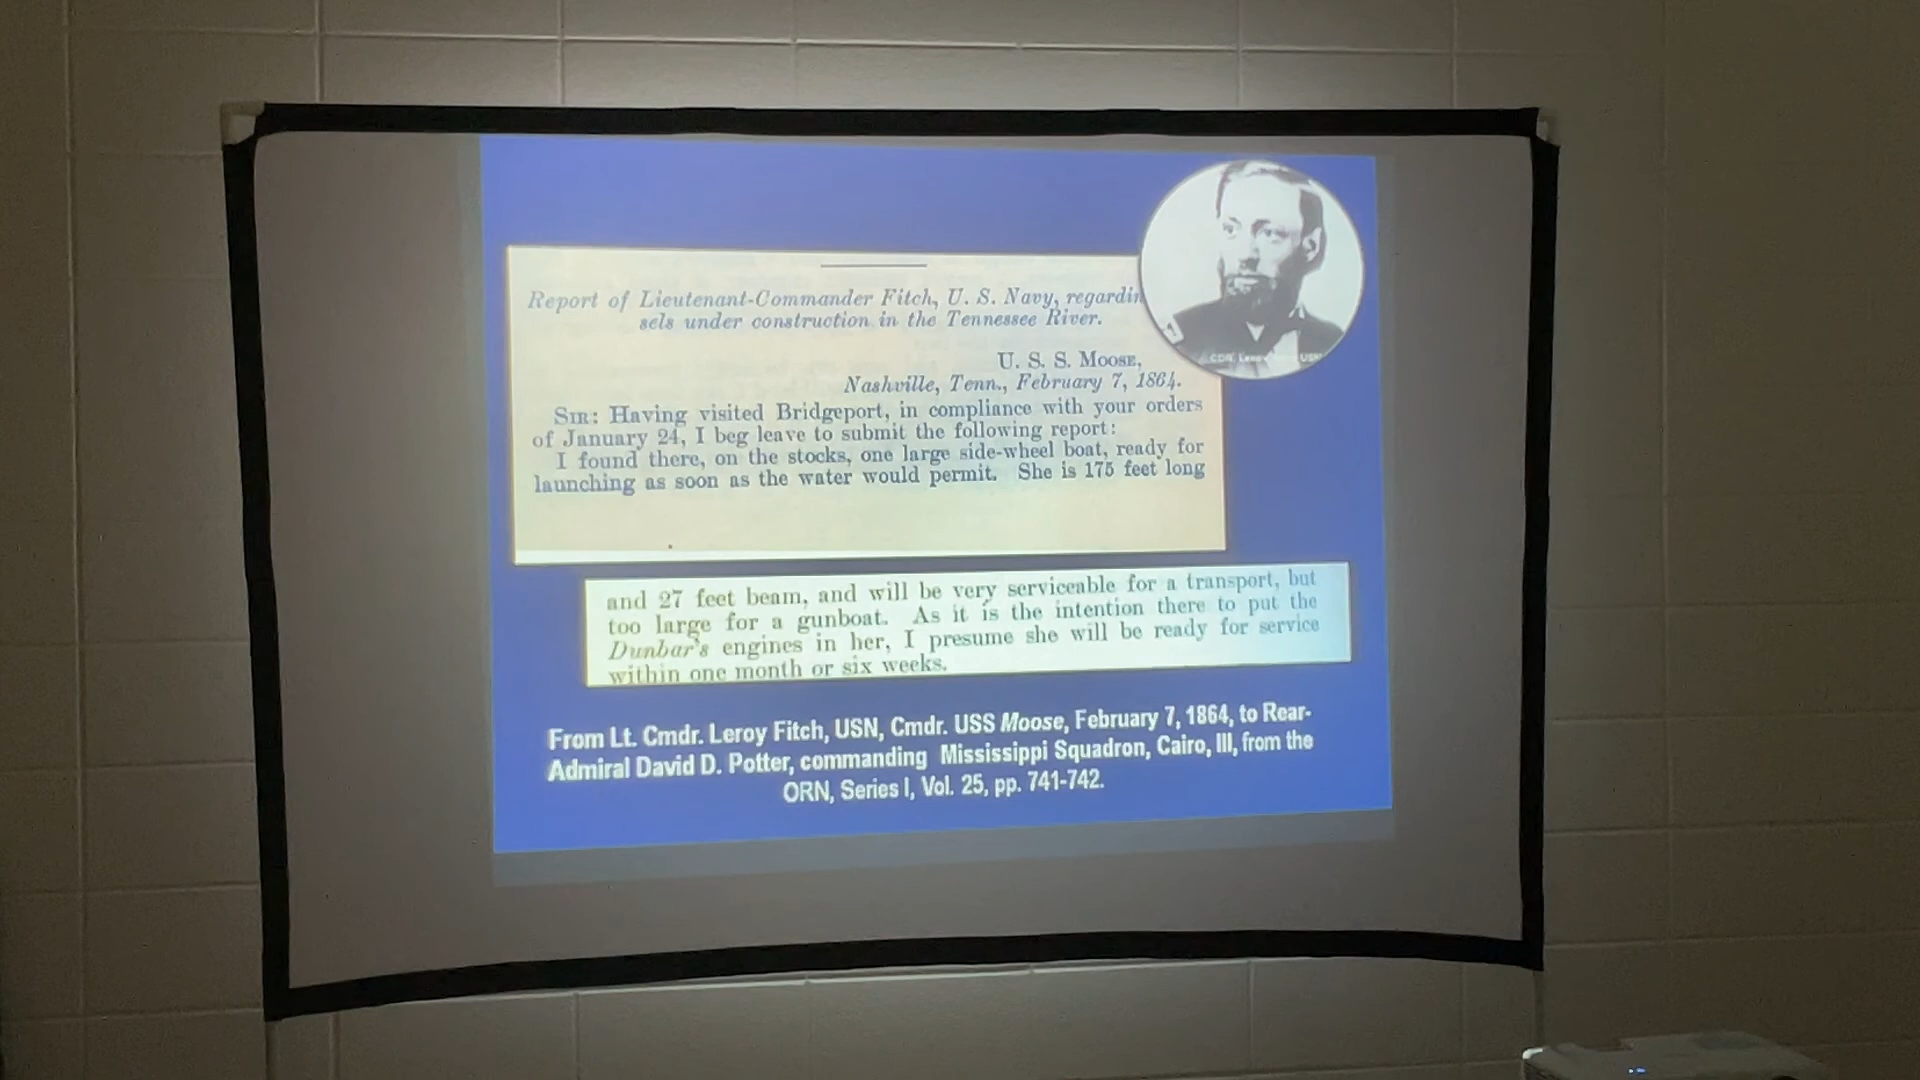 Report of Lieutenant-Commander Fitch, U. S. Navy, regardin
sels under construction in the Tennessee River.
U. S. S. MOOSE,
Nashville, Tenn., February 7, 1864.
SIR: Having visited Bridgeport, in compliance with your orders
of January 24, I beg leave to submit the following report:
I found there, on the stocks, one large side-wheel boat, ready for
launching as soon as the water would permit. She is 175 feet long
and 27 feet beam, and will be very serviceable for a transport, but
too large for a gunboat. As it is the intention there to put the
Dunbar's engines in her, I presume she will be ready for service
within one month or six weeks.
CDR. USN
From Lt. Cmdr. Leroy Fitch, USN, Cmdr. USS Moose, February 7, 1864, to Rear-
Admiral David D. Potter, commanding Mississippi Squadron, Cairo, Ill, from the
ORN, Series I, Vol. 25, pp. 741-742.